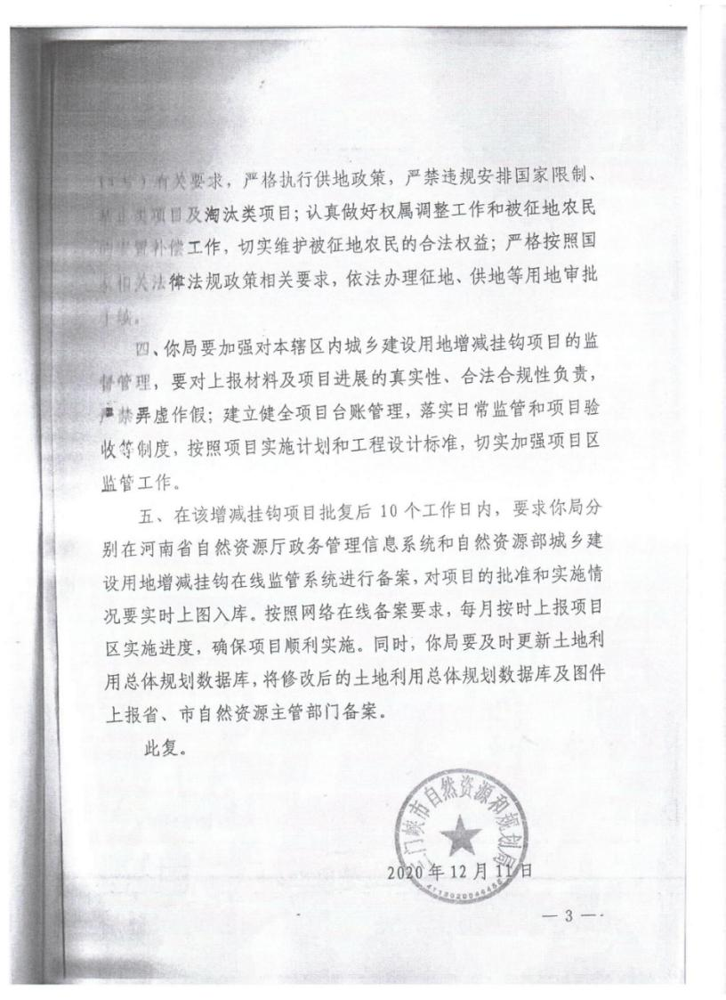 有关要求，严格执行供地政策，严禁违规安排国家限制、
类项目及淘汰类项目；认真做好权属调整工作和被征地农民
补偿工作，切实维护被征地农民的合法权益；严格按照国
相关法律法规政策相关要求，依法办理征地、供地等用地审批
手续。
四、你局要加强对本辖区内城乡建设用地增减挂钩项目的监
督管理，要对上报材料及项目进展的真实性、合法合规性负责，
严禁弄虚作假；建立健全项目台账管理，落实日常监管和项目验
收等制度，按照项目实施计划和工程设计标准，切实加强项目区
监管工作。
五、在该增减挂钩项目批复后 10 个工作日内，要求你局分
别在河南省自然资源厅政务管理信息系统和自然资源部城乡建
设用地增减挂钩在线监管系统进行备案，对项目的批准和实施情
况要实时上图入库。按照网络在线备案要求，每月按时上报项目
区实施进度，确保项目顺利实施。同时，你局要及时更新土地利
用总体规划数据库，将修改后的土地利用总体规划数据库及图件
上报省、市自然资源主管部门备案。
此复。
三门峡市自然资源和规划局
2020 年 12 月 11 日
— 3 —